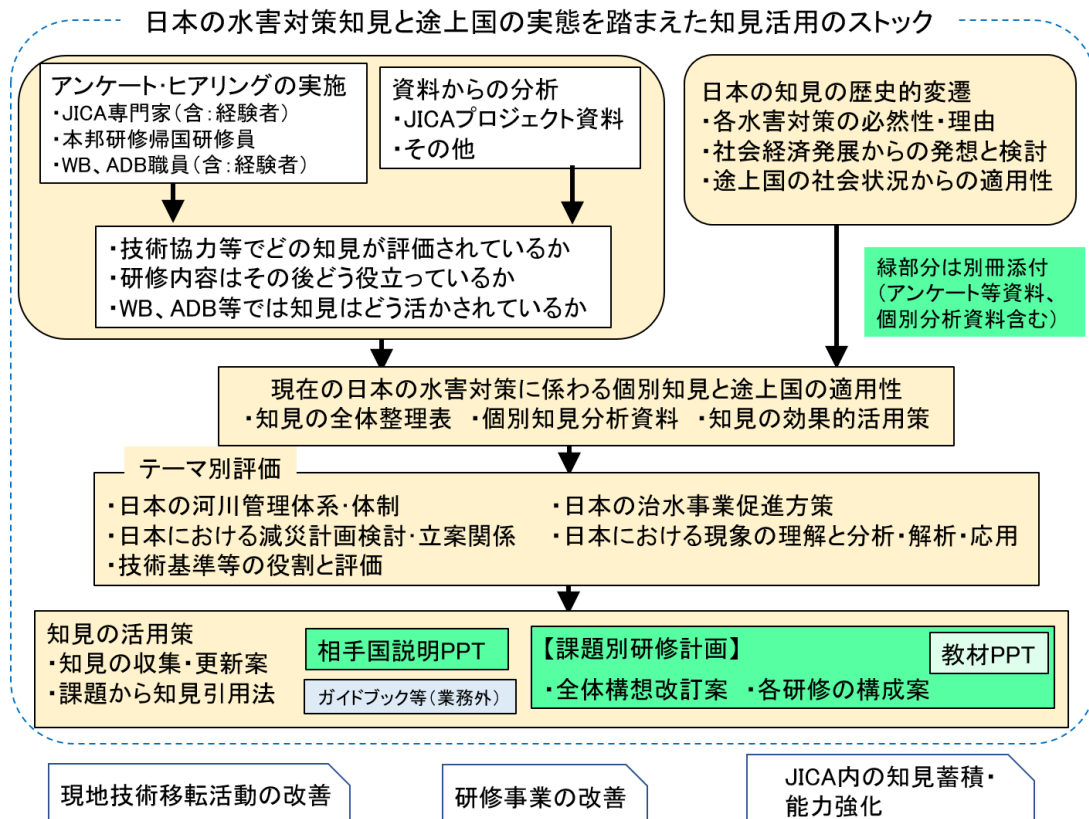 日本の水害対策知見と途上国の実態を踏まえた知見活用のストック
アンケート・ヒアリングの実施
・JICA専門家(含:経験者)
・本邦研修帰国研修員
・WB、ADB職員(含:経験者)
資料からの分析
・JICAプロジェクト資料
・その他
日本の知見の歴史的変遷
・各水害対策の必然性・理由
・社会経済発展からの発想と検討
・途上国の社会状況からの適用性
・技術協力等でどの知見が評価されているか
・研修内容はその後どう役立っているか
・WB、ADB等では知見はどう活かされているか
緑部分は別冊添付
(アンケート等資料、
個別分析資料含む)
現在の日本の水害対策に係わる個別知見と途上国の適用性
・知見の全体整理表 ・個別知見分析資料 ・知見の効果的活用策
テーマ別評価
・日本の河川管理体系・体制
・日本の治水事業促進方策
・日本における減災計画検討・立案関係
・日本における現象の理解と分析・解析・応用
・技術基準等の役割と評価
知見の活用策
・知見の収集・更新案
・課題から知見引用法
相手国説明PPT
ガイドブック等(業務外)
【課題別研修計画】
教材PPT
・全体構想改訂案 ・各研修の構成案
現地技術移転活動の改善
研修事業の改善
JICA内の知見蓄積・
能力強化